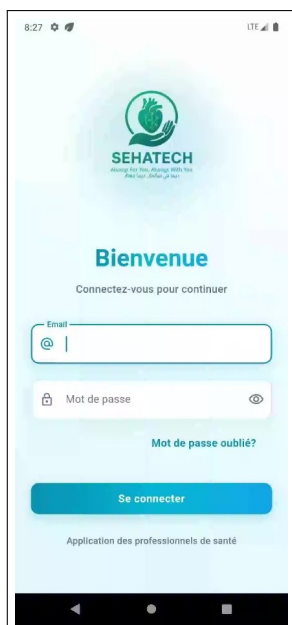 8:27
LTE
SEHATECH
Always For You, Always With You
Bienvenue
Connectez-vous pour continuer
Email
@
Mot de passe
Mot de passe oublié?
Se connecter
Application des professionnels de santé